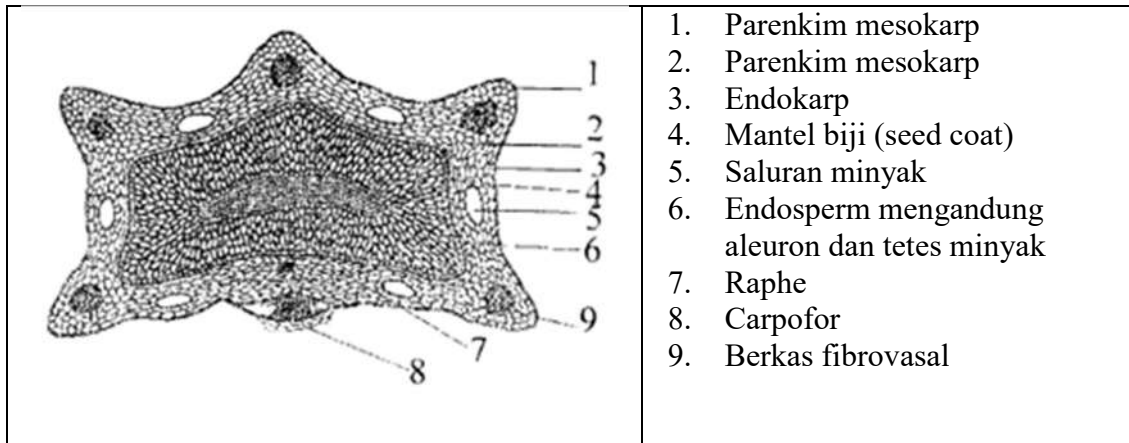 1
2
3
4
5
6
7
8
9
1. Parenkim mesokarp
2. Parenkim mesokarp
3. Endokarp
4. Mantel biji (seed coat)
5. Saluran minyak
6. Endosperm mengandung
aleuron dan tetes minyak
7. Raphe
8. Carpofor
9. Berkas fibrovasal